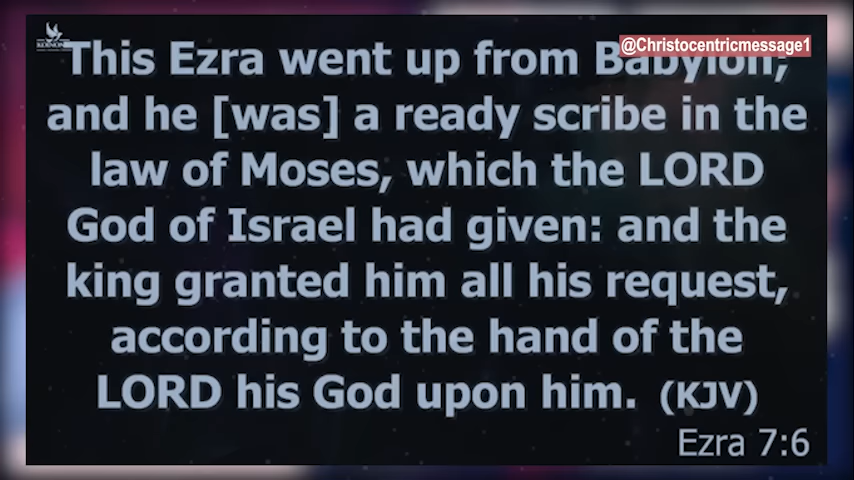 KOINONIA
@Christocentricmessage1
This Ezra went up from Babylon;
and he [was] a ready scribe in the
law of Moses, which the LORD
God of Israel had given: and the
king granted him all his request,
according to the hand of the
LORD his God upon him. (KJV)
Ezra 7:6